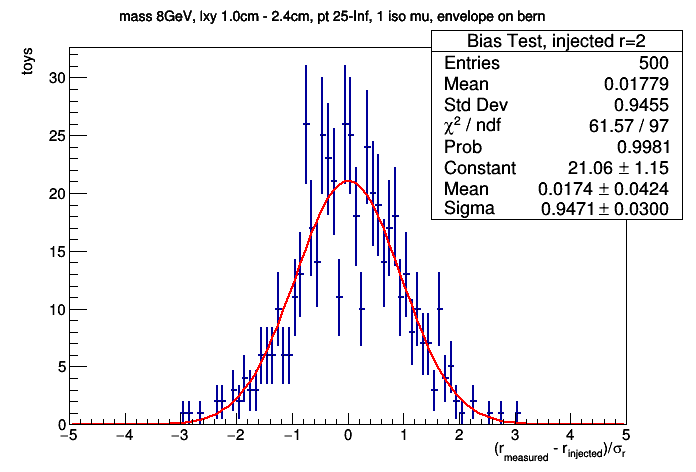 mass 8GeV, lxy 1.0cm - 2.4cm, pt 25-Inf, 1 iso mu, envelope on bern
Bias Test, injected r=2
Entries 500
Mean 0.01779
Std Dev 0.9455
χ² / ndf 61.57 / 97
Prob 0.9981
Constant 21.06 ± 1.15
Mean 0.0174 ± 0.0424
Sigma 0.9471 ± 0.0300
toys
30
25
20
15
10
5
0
−5 −4 −3 −2 −1 0 1 2 3 4 5
(r_measured - r_injected)/σ_r